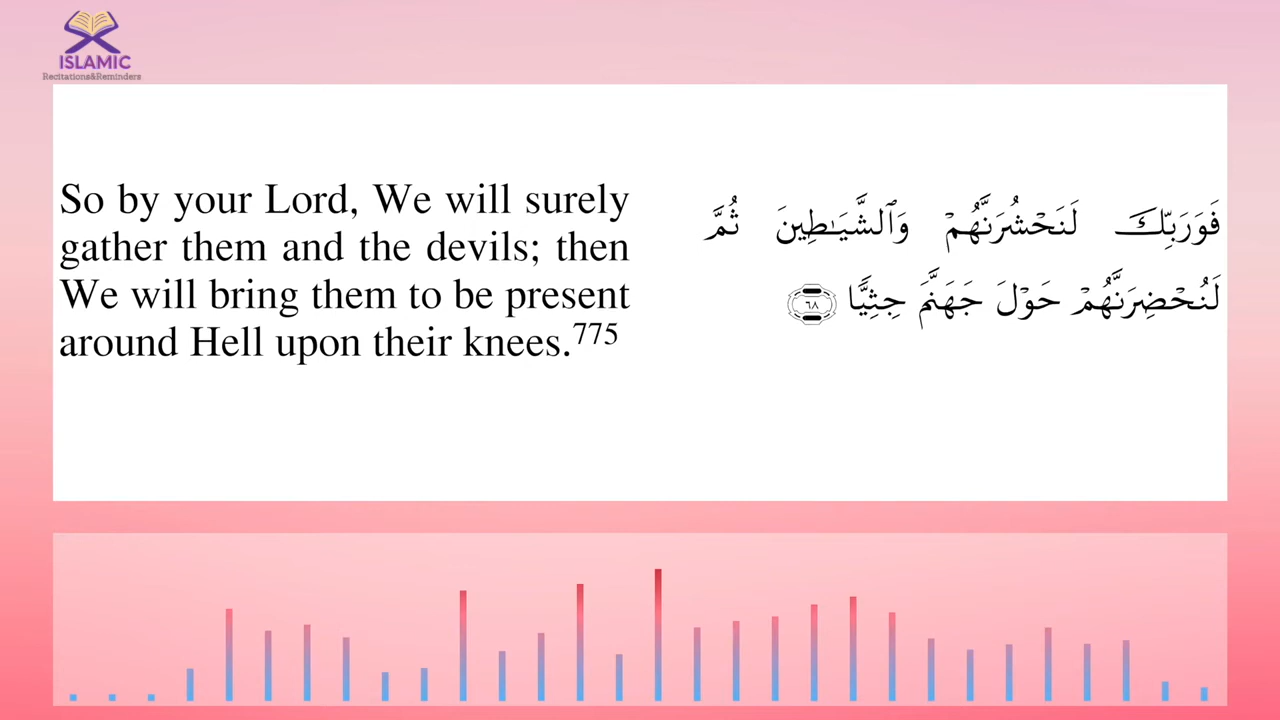 ISLAMIC
Recitations&Reminders
So by your Lord, We will surely
gather them and the devils; then
We will bring them to be present
around Hell upon their knees.775
فَوَرَبِّكَ لَنَحْشُرَنَّهُمْ وَٱلشَّيَـٰطِينَ ثُمَّ
لَنُحْضِرَنَّهُمْ حَوْلَ جَهَنَّمَ جِثِيًّا ٦٨